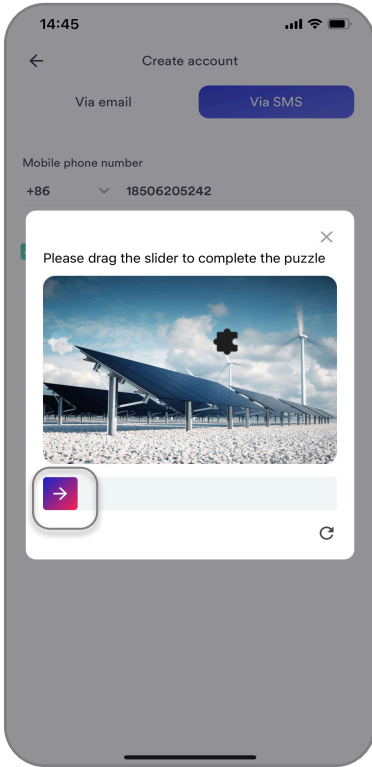 14:45
Create account
Via email
Via SMS
Mobile phone number
+86 18506205242
Please drag the slider to complete the puzzle